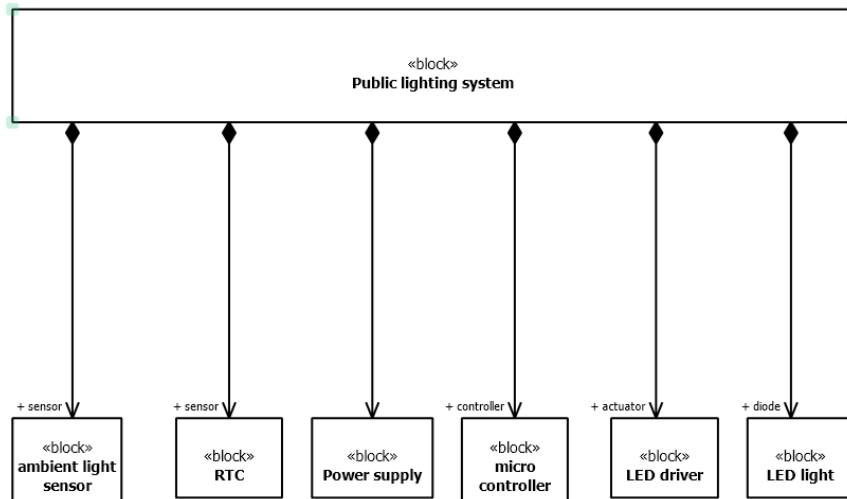 «block»
Public lighting system
+ sensor
+ sensor
+ controller
+ actuator
+ diode
«block»
ambient light
sensor
«block»
RTC
«block»
Power supply
«block»
micro
controller
«block»
LED driver
«block»
LED light